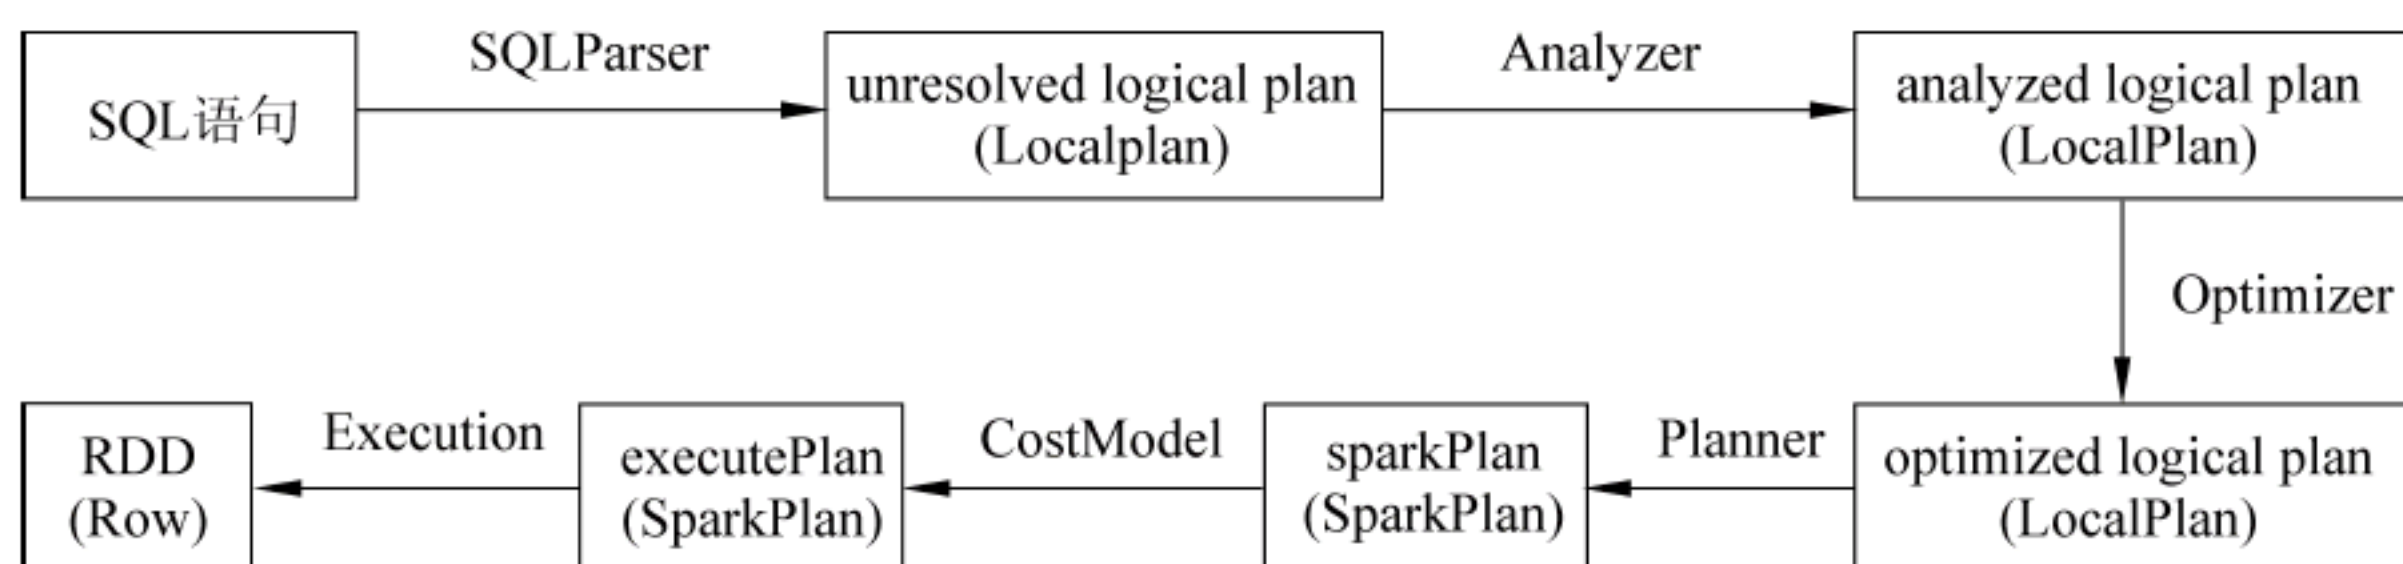 SQL语句
SQLParser
unresolved logical plan
(Localplan)
Analyzer
analyzed logical plan
(LocalPlan)
Optimizer
optimized logical plan
(LocalPlan)
Planner
sparkPlan
(SparkPlan)
CostModel
executePlan
(SparkPlan)
Execution
RDD
(Row)